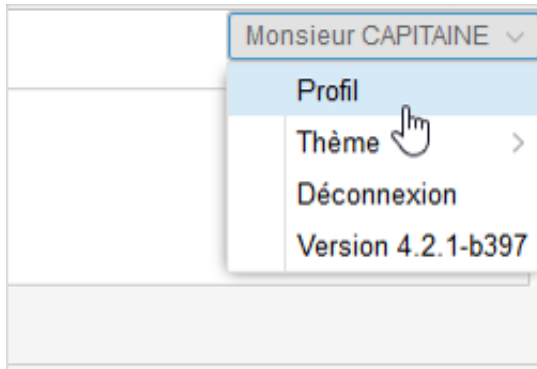 Monsieur CAPITAINE
Profil
Thème
Déconnexion
Version 4.2.1-b397